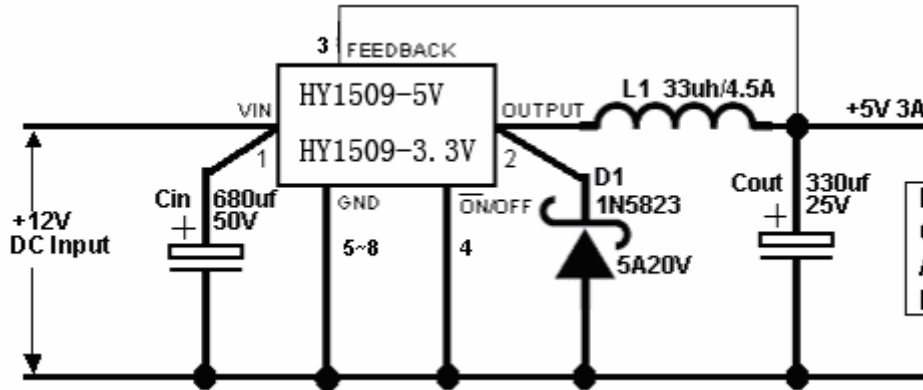 3 FEEDBACK
HY1509-5V
HY1509-3.3V
VIN
1
OUTPUT
2
L1 33uh/4.5A
+5V 3A
+12V
DC Input
Cin 680uf
50V
+
GND
5~8
ON/OFF
4
D1
1N5823
5A20V
Cout 330uf
25V
+